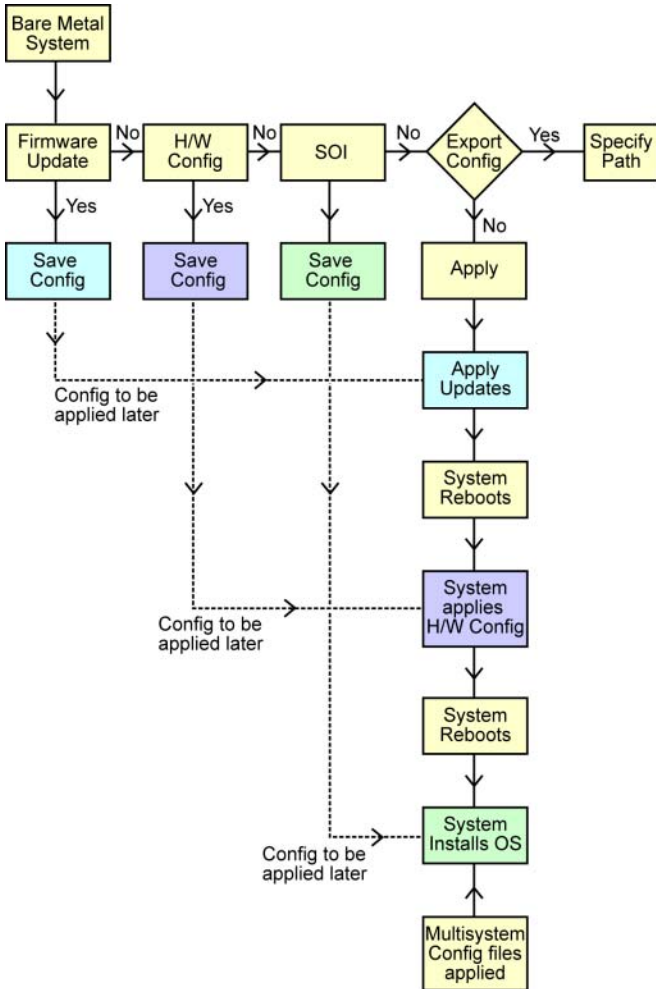 Bare Metal
System
Firmware
Update
No
H/W
Config
No
SOI
No
Export
Config
Yes
Specify
Path
Yes
Yes
No
Save
Config
Save
Config
Save
Config
Apply
Apply
Updates
Config to be
applied later
System
Reboots
System
applies
H/W Config
Config to be
applied later
System
Reboots
System
Installs OS
Config to be
applied later
Multisystem
Config files
applied